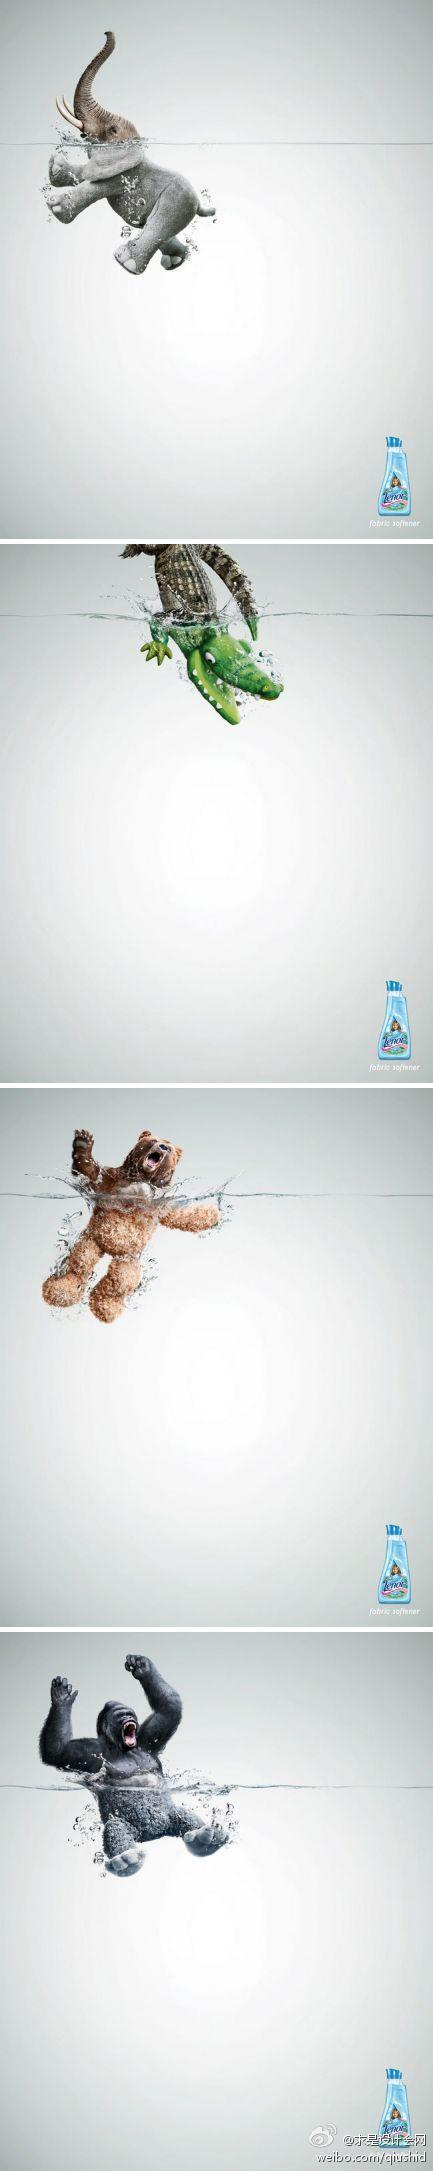 Lenor
fabric softener
Lenor
fabric softener
Lenor
fabric softener
Lenor
@求是设计会网
weibo.com/qiushid